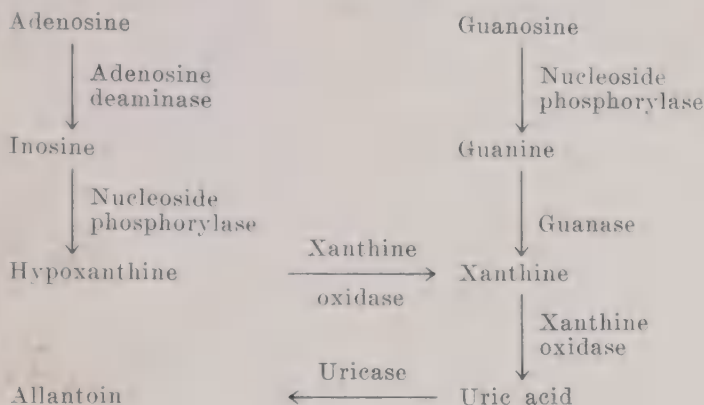 Adenosine Guanosine
Adenosine Nucleoside
deaminase phosphorylase
Inosine Guanine
Nucleoside
phosphorylase Guanase
Xanthine
Hypoxanthine Xanthine
oxidase
Xanthine
oxidase
Uricase
Allantoin Uric acid